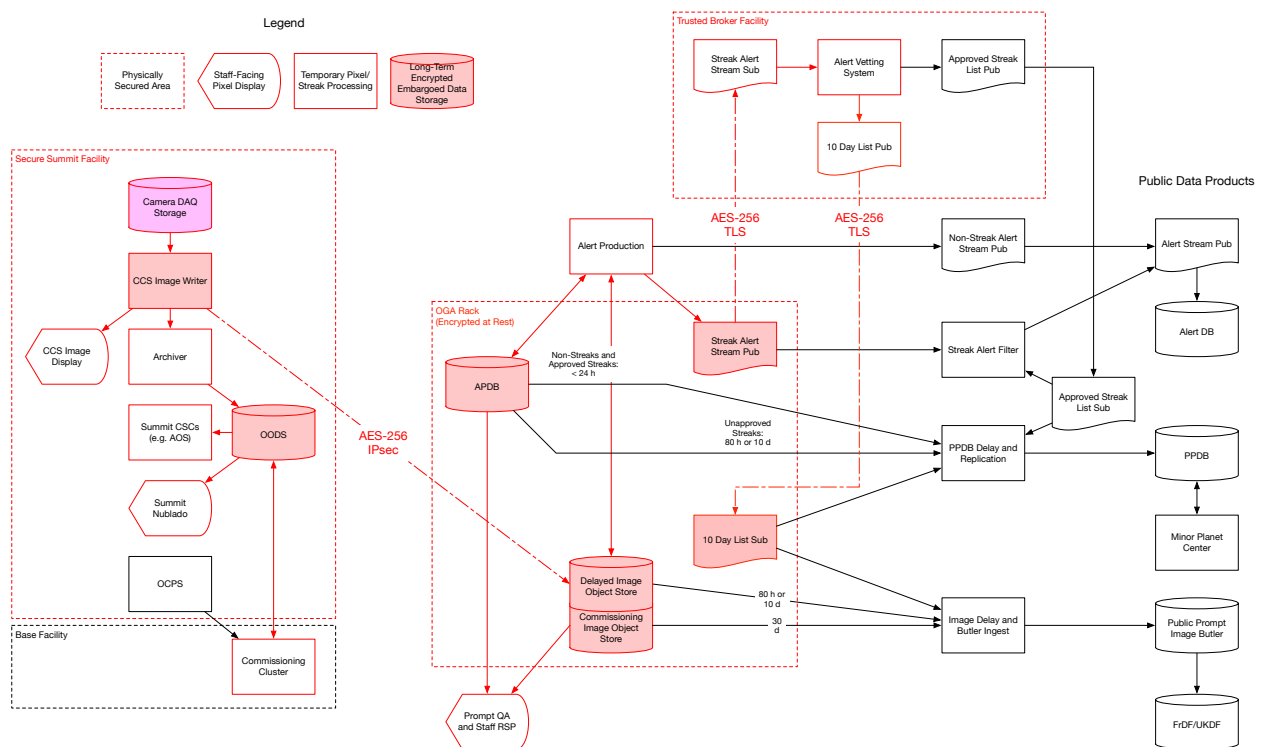 Legend
Physically
Secured Area
Staff-Facing
Pixel Display
Temporary Pixel/
Streak Processing
Long-Term
Encrypted
Embargoed Data
Storage
Trusted Broker Facility
Streak Alert
Stream Sub
Alert Vetting
System
Approved Streak
List Pub
10 Day List Pub
Secure Summit Facility
Camera DAQ
Storage
CCS Image Writer
CCS Image
Display
Archiver
Summit CSCs
(e.g. AOS)
OODS
Summit
Nublado
OCPS
Base Facility
Commissioning
Cluster
AES-256
IPsec
AES-256
TLS
AES-256
TLS
Public Data Products
Alert Production
Non-Streak Alert
Stream Pub
Alert Stream Pub
OGA Rack
(Encrypted at Rest)
Streak Alert
Stream Pub
Streak Alert Filter
Alert DB
Non-Streaks and
Approved Streaks:
< 24 h
APDB
Approved Streak
List Sub
Unapproved
Streaks:
80 h or 10 d
PPDB Delay and
Replication
PPDB
10 Day List Sub
Minor Planet
Center
Delayed Image
Object Store
80 h or
10 d
Commissioning
Image Object
Store
30
d
Image Delay and
Butler Ingest
Public Prompt
Image Butler
Prompt QA
and Staff RSP
FrDF/UKDF